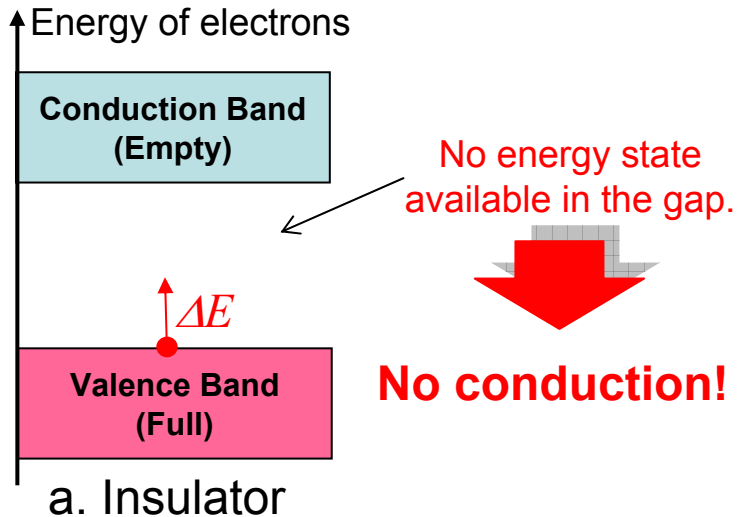 Energy of electrons
Conduction Band
(Empty)
No energy state
available in the gap.
ΔE
Valence Band
(Full)
No conduction!
a. Insulator